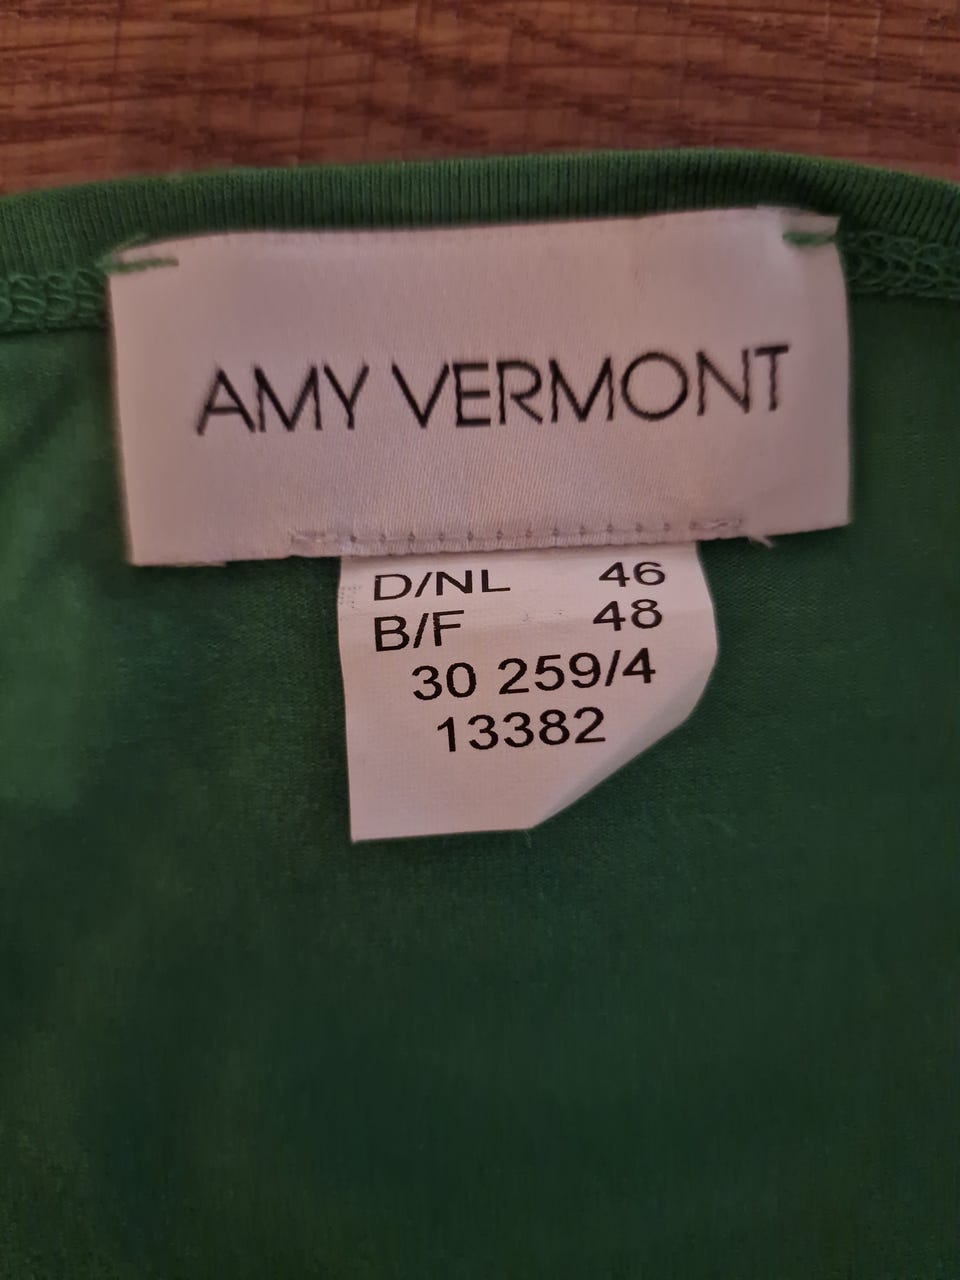 AMY VERMONT
D/NL 46
B/F 48
30 259/4
13382